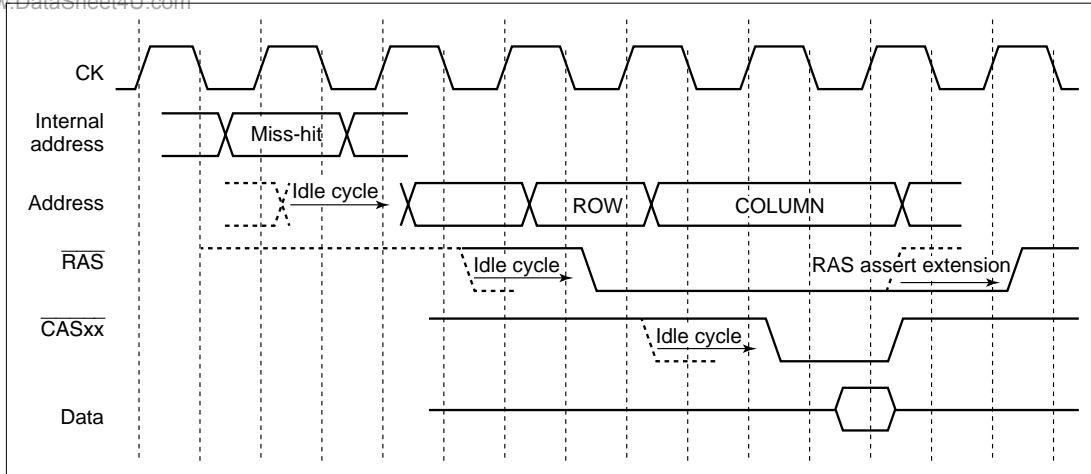 w.DataSheet4U.com
CK
Internal
address
Miss-hit
Address
Idle cycle
ROW
COLUMN
RAS
Idle cycle
RAS assert extension
CASxx
Idle cycle
Data